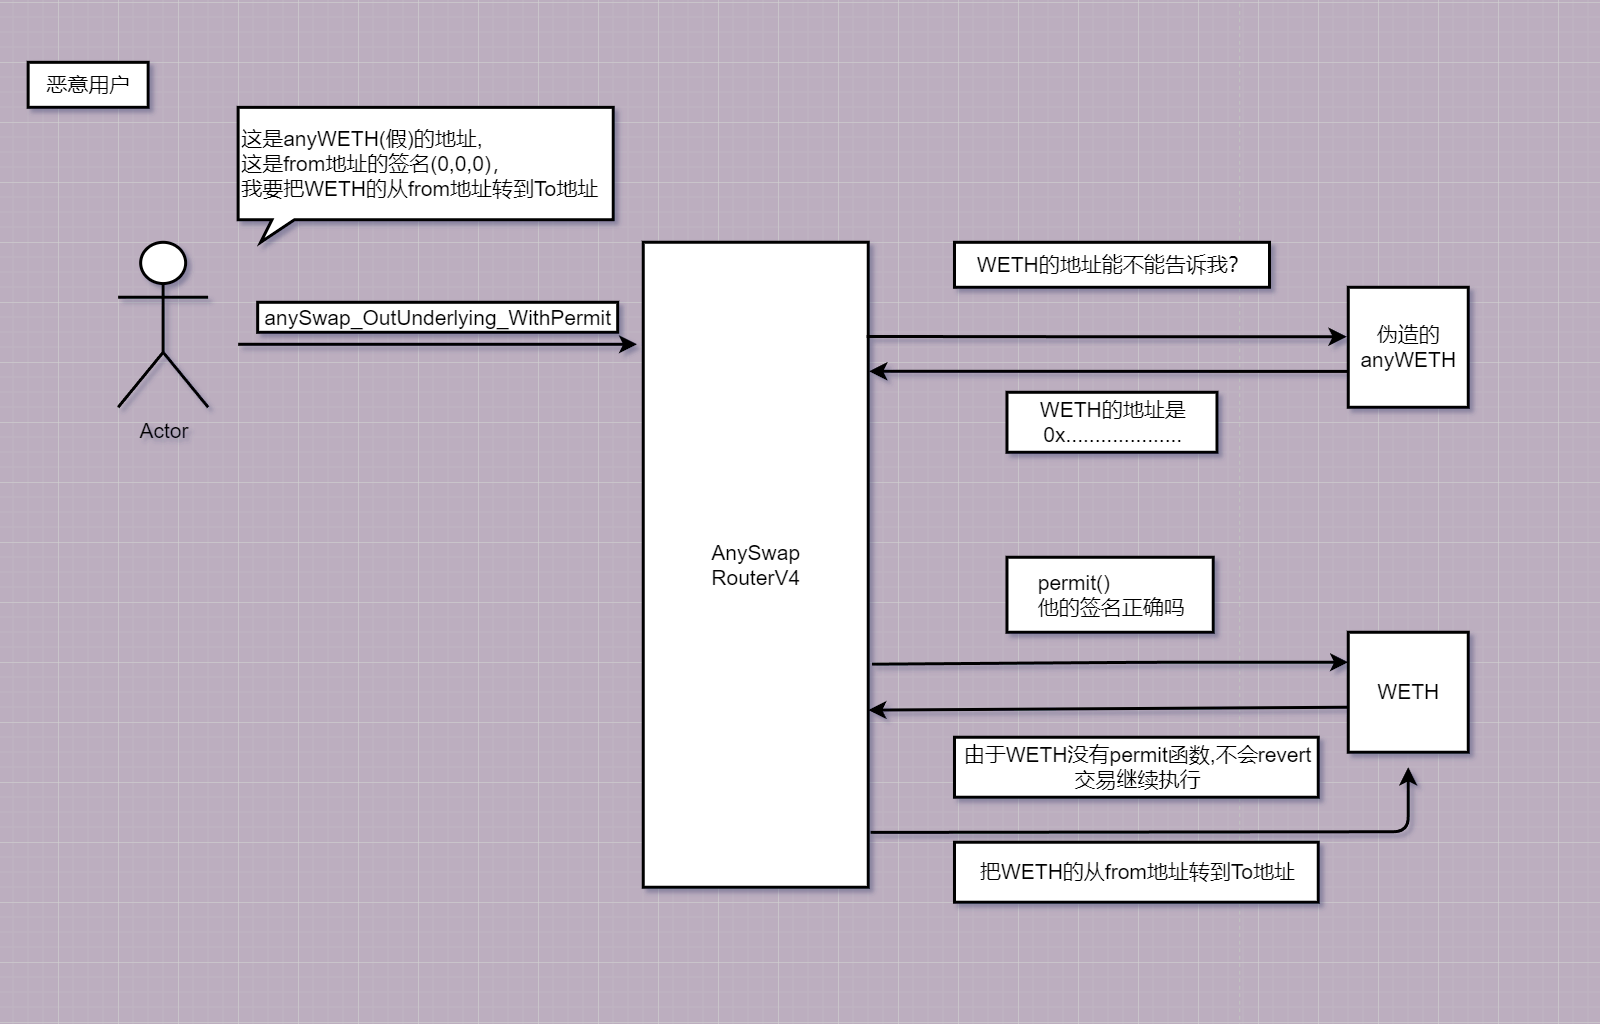 恶意用户
这是anyWETH(假)的地址,
这是from地址的签名(0,0,0),
我要把WETH的从from地址转到To地址
anySwap_OutUnderlying_WithPermit
Actor
AnySwap
RouterV4
WETH的地址能不能告诉我?
伪造的
anyWETH
WETH的地址是
0x....................
permit()
他的签名正确吗
WETH
由于WETH没有permit函数,不会revert
交易继续执行
把WETH的从from地址转到To地址